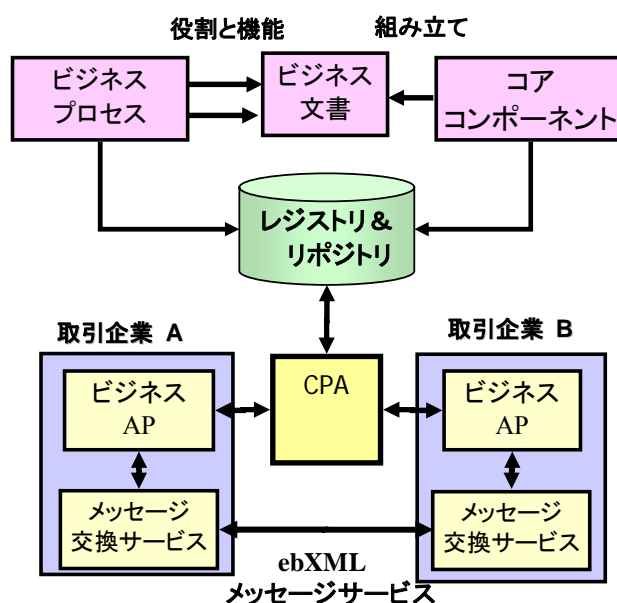 役割と機能
組み立て
ビジネス
プロセス
ビジネス
文書
コア
コンポーネント
レジストリ&
リポジトリ
取引企業 A
取引企業 B
CPA
ビジネス
AP
ビジネス
AP
メッセージ
交換サービス
メッセージ
交換サービス
ebXML
メッセージサービス